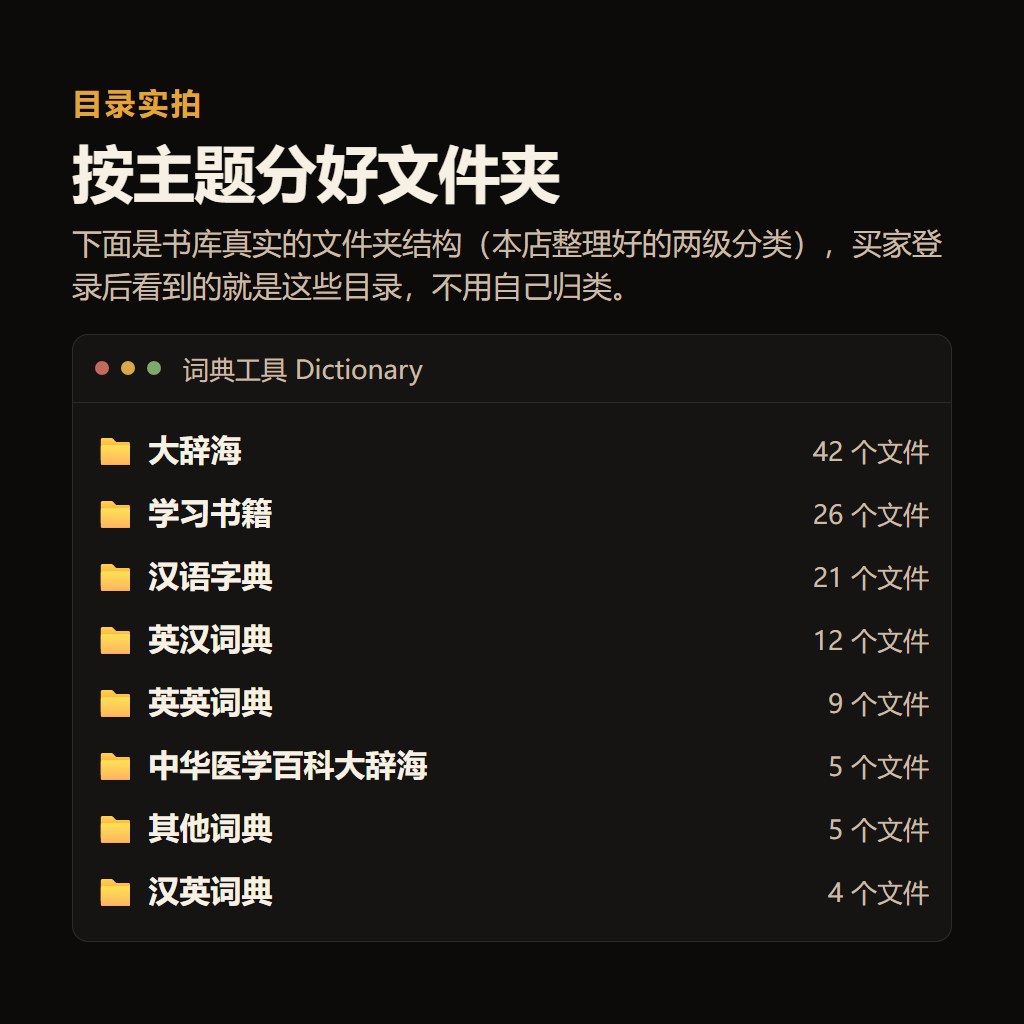 目录实拍
按主题分好文件夹
下面是书库真实的文件夹结构（本店整理好的两级分类），买家登
录后看到的就是这些目录，不用自己归类。
词典工具 Dictionary
大辞海 42 个文件
学习书籍 26 个文件
汉语字典 21 个文件
英汉词典 12 个文件
英英词典 9 个文件
中华医学百科大辞海 5 个文件
其他词典 5 个文件
汉英词典 4 个文件